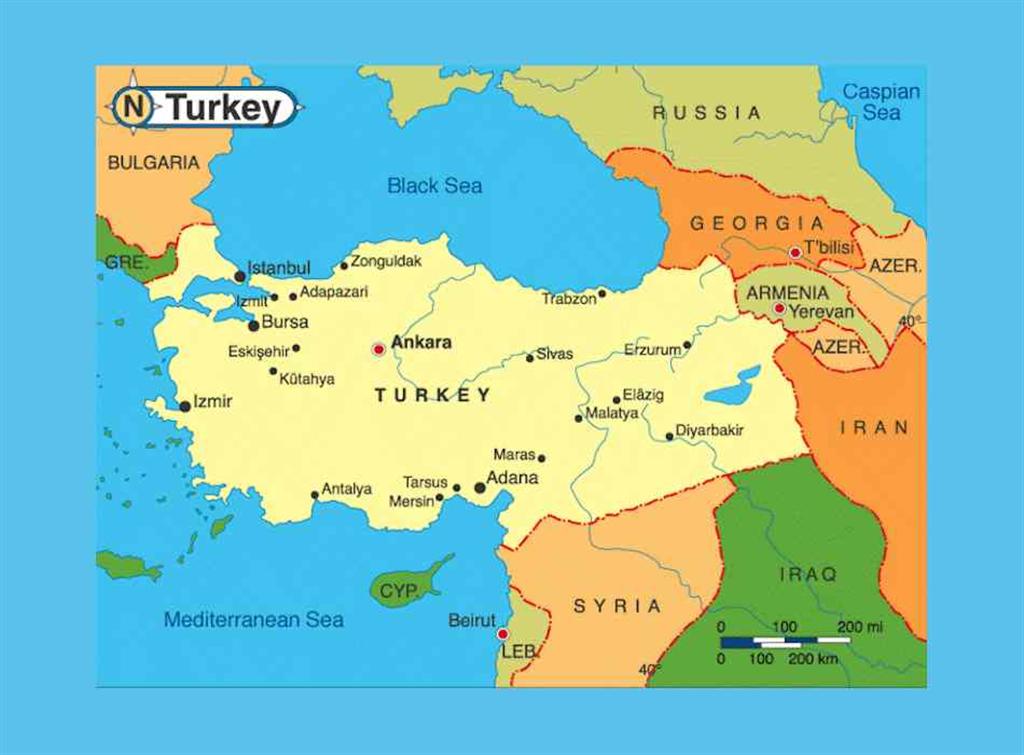 N Turkey
Caspian
Sea
RUSSIA
BULGARIA
Black Sea
GEORGIA
T'bilisi
GRE.
Istanbul
Zonguldak
AZER.
Izmit
Adapazari
Trabzon
ARMENIA
Yerevan
40°
Bursa
Eskişehir
Ankara
Sivas
Erzurum
AZER.
Kütahya
TURKEY
Izmir
Elâzig
Malatya
Diyarbakir
IRAN
Maras
Tarsus
Adana
Antalya
Mersin
IRAQ
CYP.
SYRIA
Mediterranean Sea
Beirut
LEB.
0 100 200 mi
0 100 200 km
40°